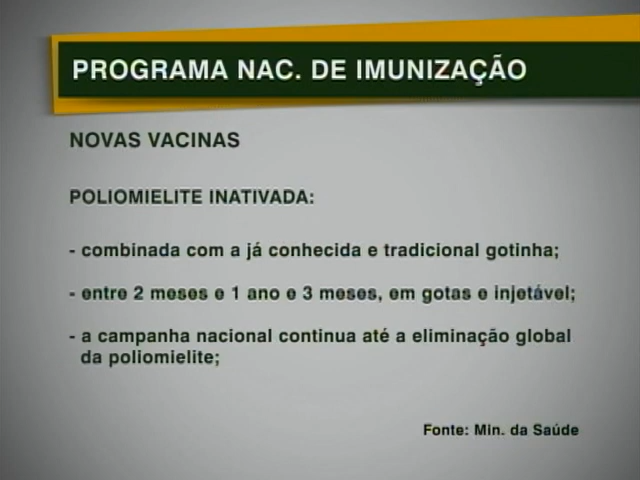 PROGRAMA NAC. DE IMUNIZAÇÃO
NOVAS VACINAS
POLIOMIELITE INATIVADA:
- combinada com a já conhecida e tradicional gotinha;
- entre 2 meses e 1 ano e 3 meses, em gotas e injetável;
- a campanha nacional continua até a eliminação global
da poliomielite;
Fonte: Min. da Saúde